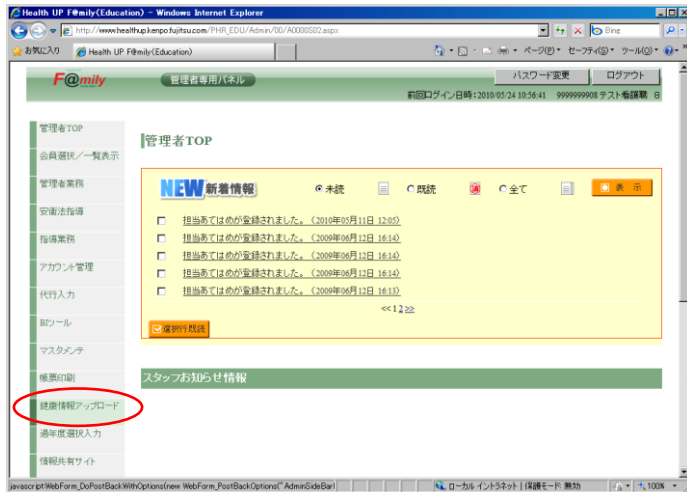 Health UP F@mily(Education) - Windows Internet Explorer
http://www.healthup.kenpo.fujitsu.com/PHR_EDU/Admin/00/A0000S02.aspx
Bing
お気に入り
Health UP F@mily(Education)
ページ(P)
セーフティ(S)
ツール(O)
F@mily
管理者専用パネル
パスワード変更
ログアウト
前回ログイン日時:2010/05/24 10:56:41 9999999908 テスト看護職
管理者TOP
会員選択/一覧表示
管理者業務
安衛法指導
指導業務
アカウント管理
代行入力
BIツール
マスタメンテ
帳票印刷
健康情報アップロード
過年度選択入力
情報共有サイト
管理者TOP
NEW 新着情報
未読
既読
全て
表 示
担当あてはめが登録されました。(2010年05月11日 12:05)
担当あてはめが登録されました。(2009年06月12日 16:14)
担当あてはめが登録されました。(2009年06月12日 16:14)
担当あてはめが登録されました。(2009年06月12日 16:14)
担当あてはめが登録されました。(2009年06月12日 16:13)
<<1 2 >>
選択行既読
スタッフお知らせ情報
javascript:WebForm_DoPostBackWithOptions(new WebForm_PostBackOptions("AdminSideBar1
ローカル イントラネット | 保護モード: 無効
100%